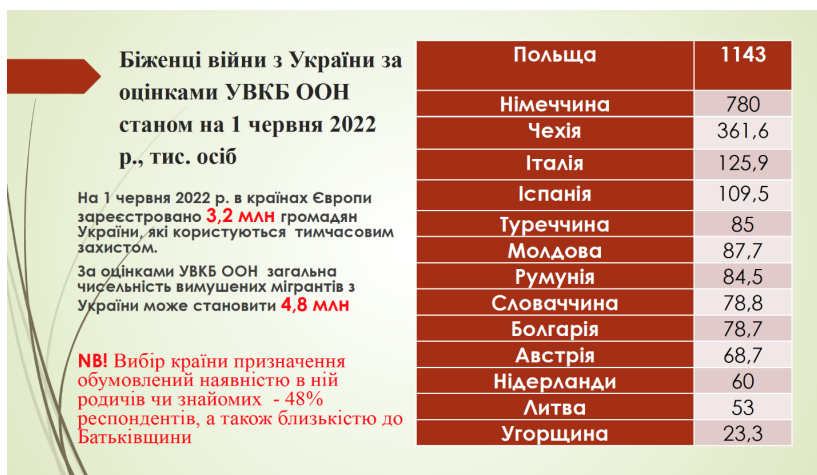 Біженці війни з України за
оцінками УВКБ ООН
станом на 1 червня 2022
р., тис. осіб
На 1 червня 2022 р. в країнах Європи
зареєстровано 3,2 млн громадян
України, які користуються тимчасовим
захистом.
За оцінками УВКБ ООН загальна
чисельність вимушених мігрантів з
України може становити 4,8 млн
NB! Вибір країни призначення
обумовлений наявністю в ній
родичів чи знайомих - 48%
респондентів, а також близькістю до
Батьківщини
Польща 1143
Німеччина 780
Чехія 361,6
Італія 125,9
Іспанія 109,5
Туреччина 85
Молдова 87,7
Румунія 84,5
Словаччина 78,8
Болгарія 78,7
Австрія 68,7
Нідерланди 60
Литва 53
Угорщина 23,3